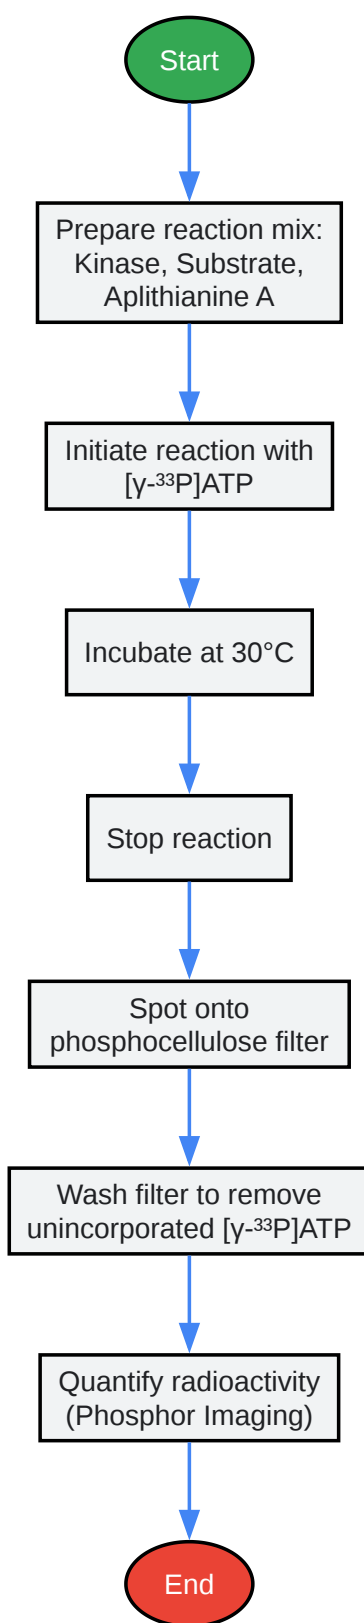 Start
Prepare reaction mix:
Kinase, Substrate,
Aplithianine A
Initiate reaction with
[γ-³³P]ATP
Incubate at 30°C
Stop reaction
Spot onto
phosphocellulose filter
Wash filter to remove
unincorporated [γ-³³P]ATP
Quantify radioactivity
(Phosphor Imaging)
End